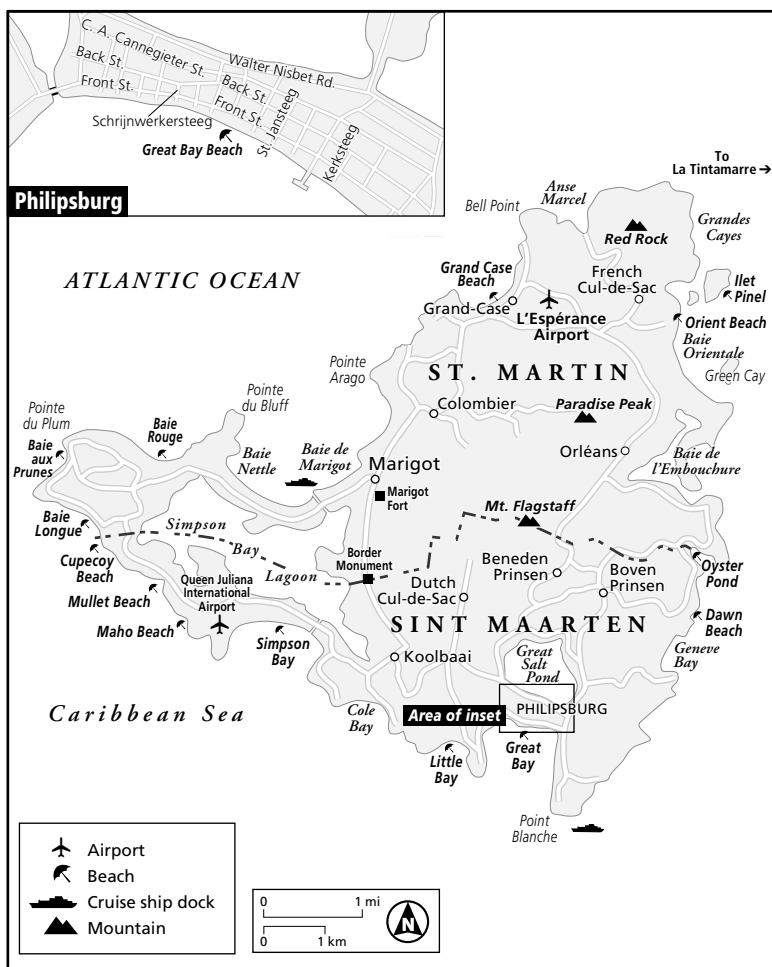 C. A. Cannegieter St.
Walter Nisbet Rd.
Back St.
Back St.
Front St.
Front St.
Schrijnwerkersteeg
St. Jansteeg
Kerksteeg
Great Bay Beach
Philipsburg
To
La Tintamarre
Anse
Marcel
Bell Point
Grandes
Cayes
Red Rock
ATLANTIC OCEAN
Grand Case
Beach
French
Cul-de-Sac
Ilet
Pinel
Grand-Case
L'Espérance
Airport
Orient Beach
Baie
Orientale
Pointe
Arago
ST. MARTIN
Green Cay
Pointe
du Bluff
Pointe
du Plum
Colombier
Paradise Peak
Baie
Rouge
Baie
aux
Prunes
Baie
Nettle
Baie de
Marigot
Orléans
Baie de
l'Embouchure
Marigot
Marigot
Fort
Mt. Flagstaff
Baie
Longue
Simpson
Bay
Lagoon
Cupecoy
Beach
Border
Monument
Beneden
Prinsen
Boven
Prinsen
Oyster
Pond
Queen Juliana
International
Airport
Dutch
Cul-de-Sac
Mullet Beach
Maho Beach
Simpson
Bay
SINT MAARTEN
Dawn
Beach
Geneve
Bay
Great
Salt
Pond
Koolbaai
Caribbean Sea
Cole
Bay
Area of inset
PHILIPSBURG
Little
Bay
Great
Bay
Point
Blanche
Airport
Beach
Cruise ship dock
Mountain
0 1 mi
0 1 km
N